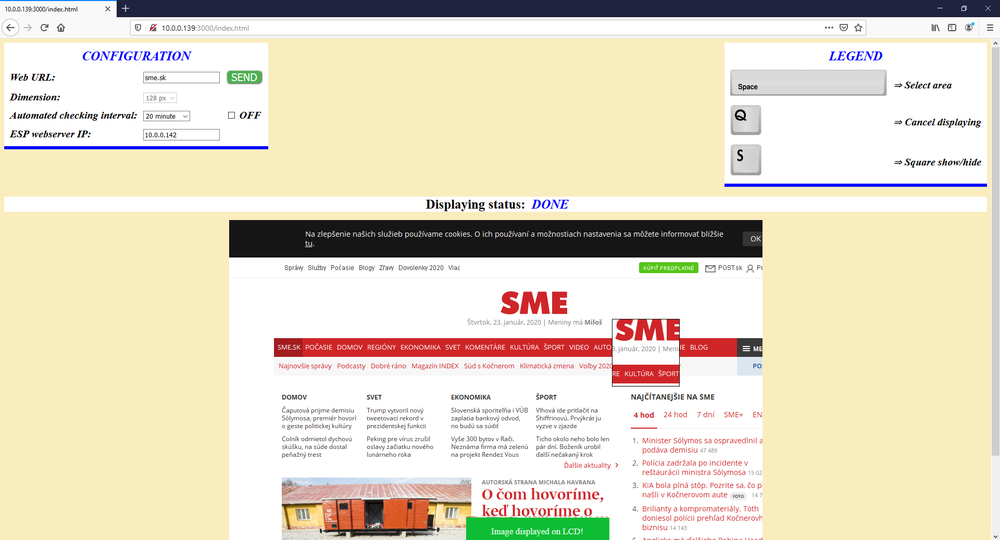 10.0.0.139:3000/index.html
10.0.0.139:3000/index.html
CONFIGURATION
Web URL:
sme.sk
SEND
Dimension:
128 px
Automated checking interval:
20 minute
OFF
ESP webserver IP:
10.0.0.142
LEGEND
Space
⇒ Select area
Q
⇒ Cancel displaying
S
⇒ Square show/hide
Displaying status: DONE
Na zlepšenie našich služieb používame cookies. O ich používaní a možnostiach nastavenia sa môžete informovať bližšie
tu.
OK
Správy Služby Počasie Blogy Zľavy Dovolenky 2020 Viac
KÚPIŤ PREDPLATNÉ
POST.sk
Pr
SME
Štvrtok, 23. január, 2020 | Meniny má Miloš
SME
3. január, 2020 | Meni
RE KULTÚRA ŠPORT
SME.SK POČASIE DOMOV REGIÓNY EKONOMIKA SVET KOMENTÁRE KULTÚRA ŠPORT VIDEO AUTO IE BLOG
ME
Najnovšie správy Podcasty Dobré ráno Magazín INDEX Súd s Kočnerom Klimatická zmena Voľby 2020
PO
DOMOV
Čaputová prijme demisiu
Sólymosa, premiér hovorí
o geste politickej kultúry
Colník odmietol dychovú
skúšku, na súde dostal
peňažný trest
SVET
Trump vytvoril nový
tweetovací rekord v
prezidentskej funkcii
Peking pre vírus zrušil
oslavy začiatku nového
lunárneho roka
EKONOMIKA
Slovenská sporiteľňa i VÚB
zaplatia bankový odvod,
no budú sa súdiť
Vyše 300 bytov v Rači.
Neznáma firma má zelenú
na projekt Rendez Vous
ŠPORT
Vlhová ide pritlačiť na
Shiffrinovú. Prvýkrát ju
vyzve v zjazde
Ticho okolo neho bolo len
pár dní. Boženík urobil
ďalší nečakaný krok
Ďalšie aktuality
NAJČÍTANEJŠIE NA SME
4 hod 24 hod 7 dní SME+ EN
1. Minister Sólymos sa ospravedlnil a
podáva demisiu 47 489
2. Polícia zadržala po incidente v
reštaurácii ministra Sólymosa 15 02
3. KIA bola plná stôp. Pozrite sa, čo p
našli v Kočnerovom aute FOTO 14 7
4. Brilianty a kompromateriály. Tóth
doniesol polícii prehľad Kočnerovh
biznisu 14 143
AUTORSKÁ STRANA MICHALA HAVRANA
O čom hovoríme,
keď hovoríme o
Image displayed on LCD!